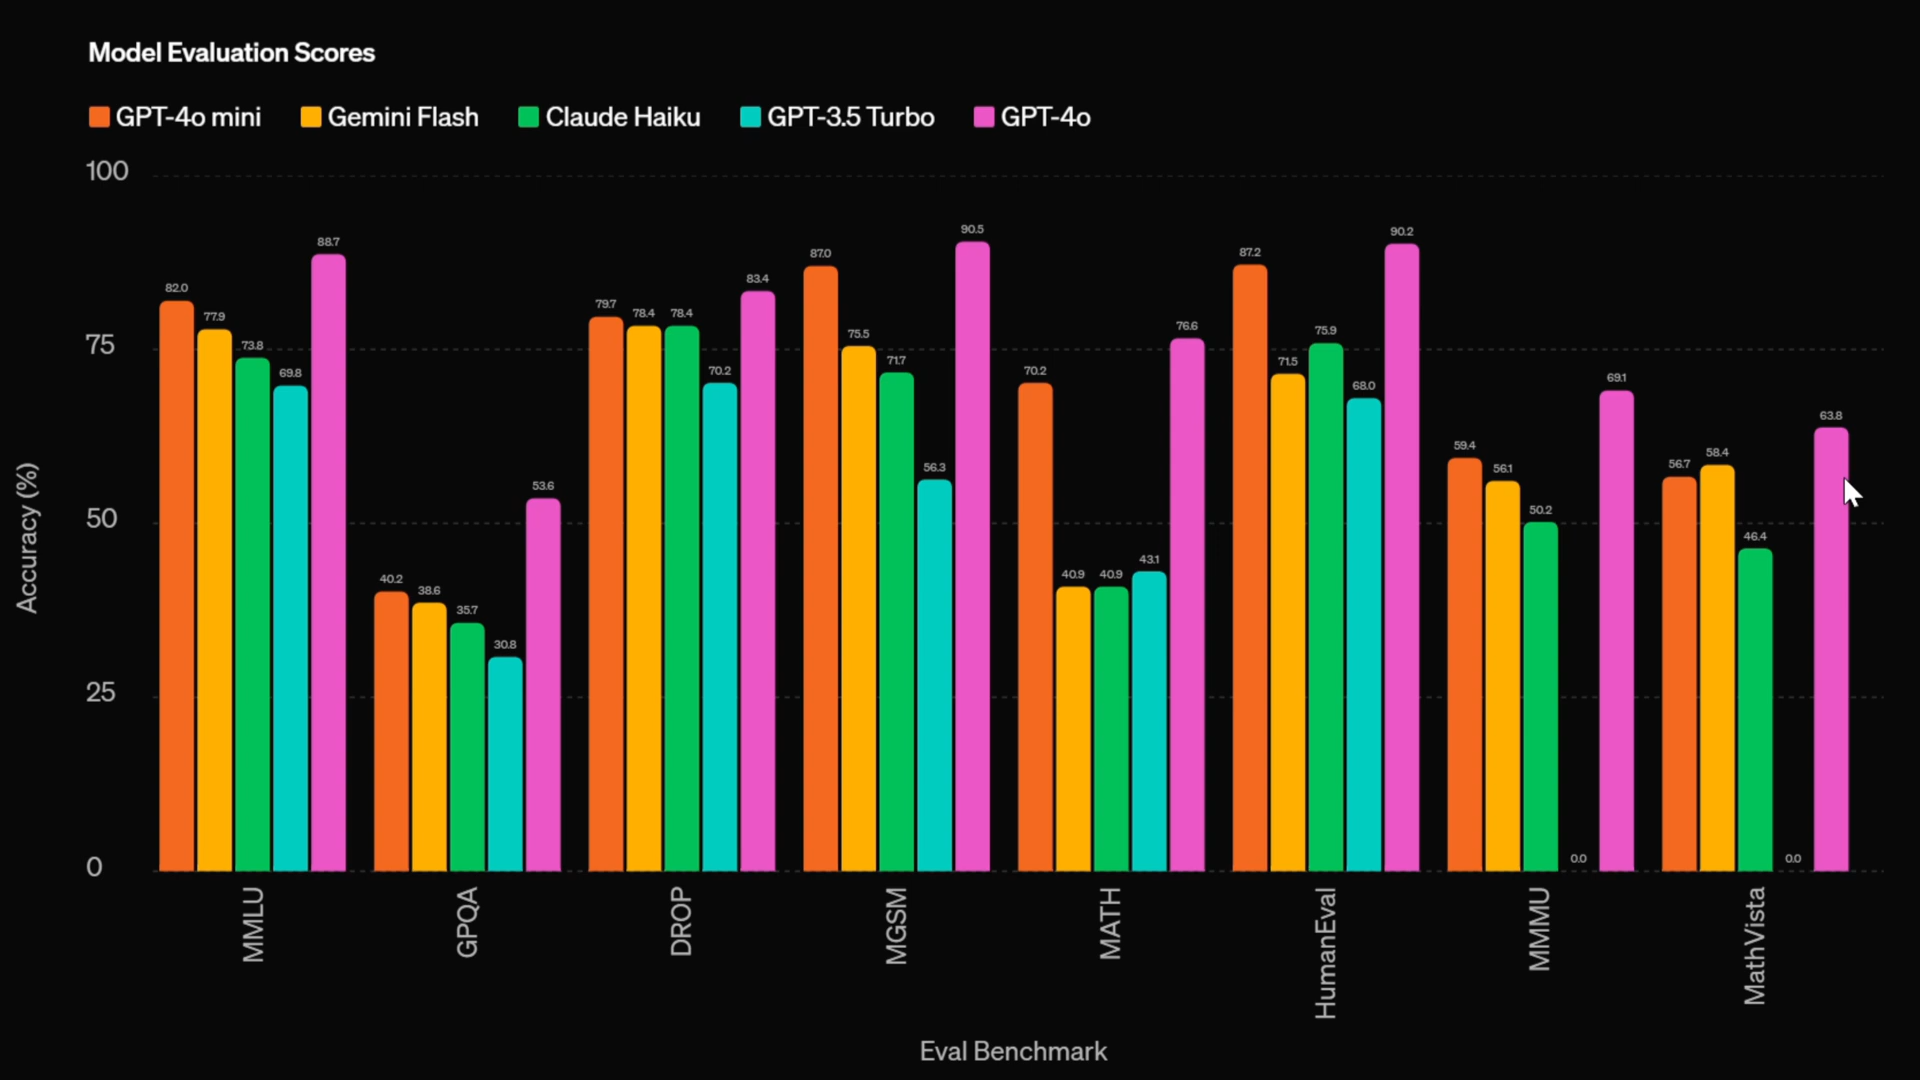 Model Evaluation Scores
GPT-4o mini Gemini Flash Claude Haiku GPT-3.5 Turbo GPT-4o
100
75
50
25
0
Accuracy (%)
82.0 77.9 73.8 69.8 88.7
40.2 38.6 35.7 30.8 53.6
79.7 78.4 78.4 70.2 83.4
87.0 75.5 71.7 56.3 90.5
70.2 40.9 40.9 43.1 76.6
87.2 71.5 75.9 68.0 90.2
59.4 56.1 50.2 0.0 69.1
56.7 58.4 46.4 0.0 63.8
MMLU GPQA DROP MGSM MATH HumanEval MMMU MathVista
Eval Benchmark